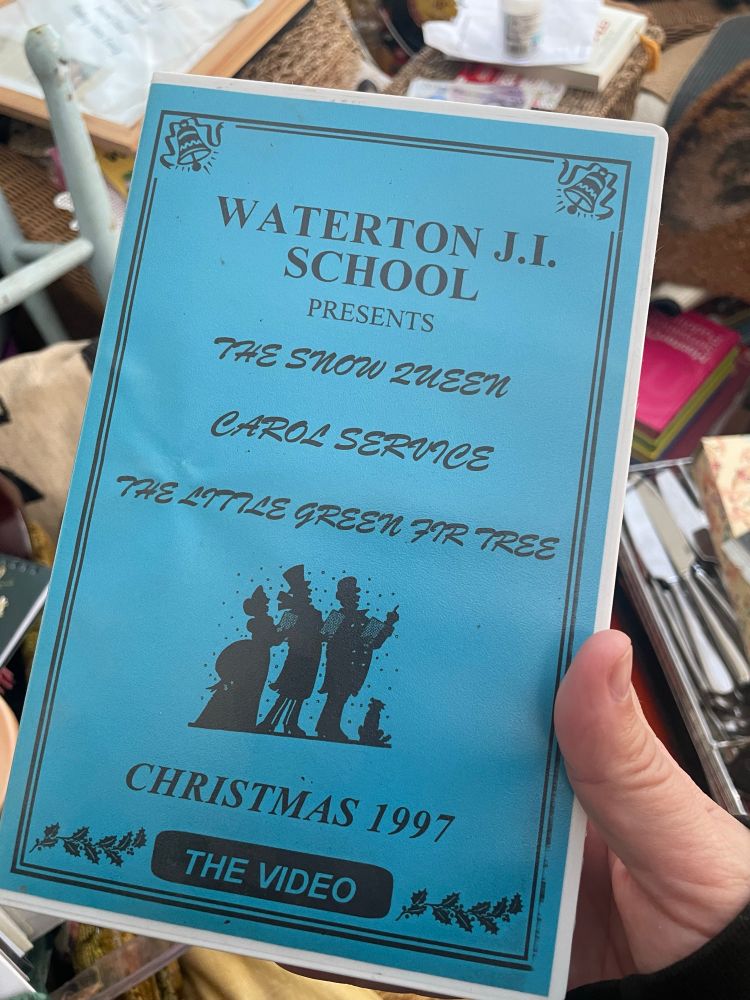 WATERTON J.I.
SCHOOL
PRESENTS
THE SNOW QUEEN
CAROL SERVICE
THE LITTLE GREEN FIR TREE
CHRISTMAS 1997
THE VIDEO